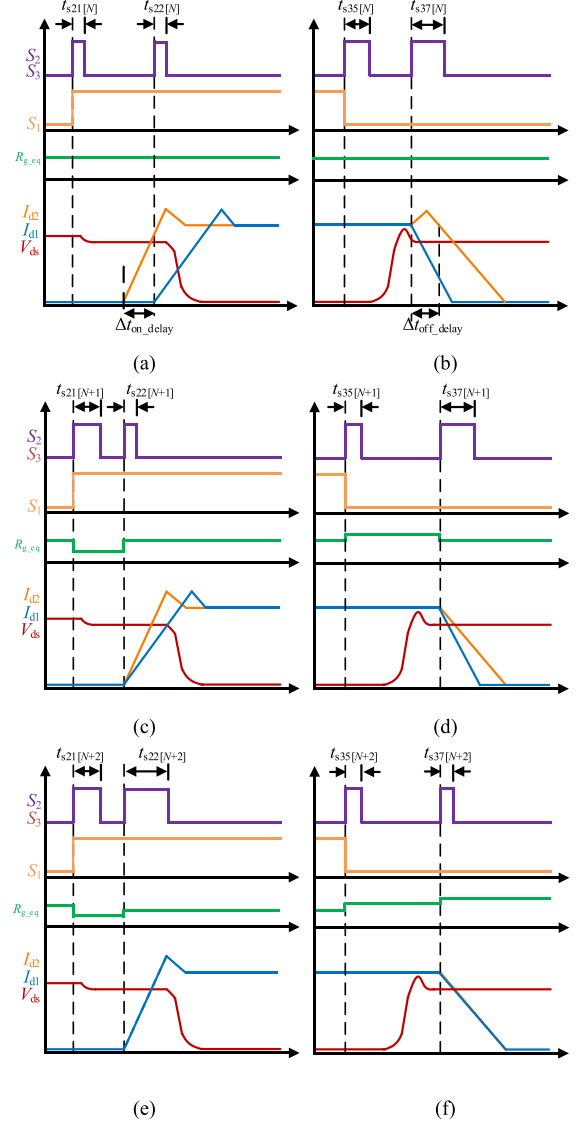 ts21[N] ts22[N]
S2
S3
S1
Rg_eq
Id2
Id1
Vds
Δton_delay
(a)
ts35[N] ts37[N]
Δtoff_delay
(b)
ts21[N+1] ts22[N+1]
S2
S3
S1
Rg_eq
Id2
Id1
Vds
(c)
ts35[N+1] ts37[N+1]
(d)
ts21[N+2] ts22[N+2]
S2
S3
S1
Rg_eq
Id2
Id1
Vds
(e)
ts35[N+2] ts37[N+2]
(f)